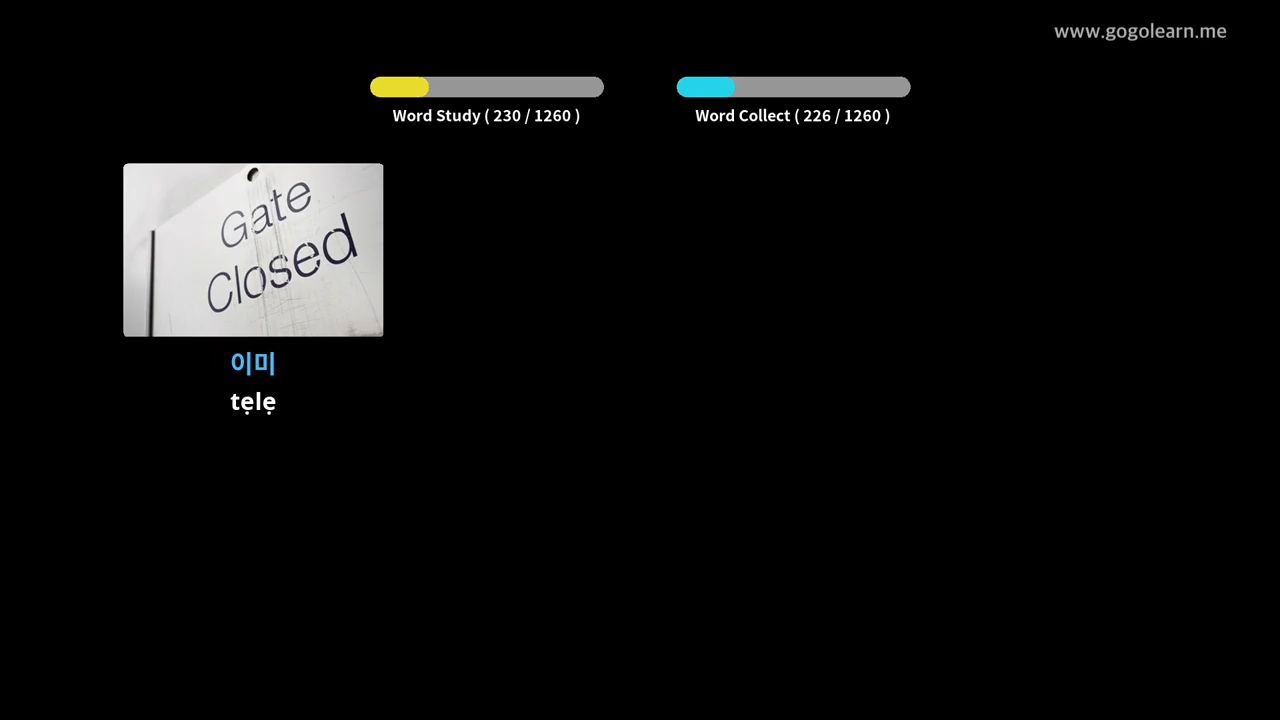 www.gogolearn.me
Word Study ( 230 / 1260 )
Word Collect ( 226 / 1260 )
Gate
Closed
이미
tẹlẹ